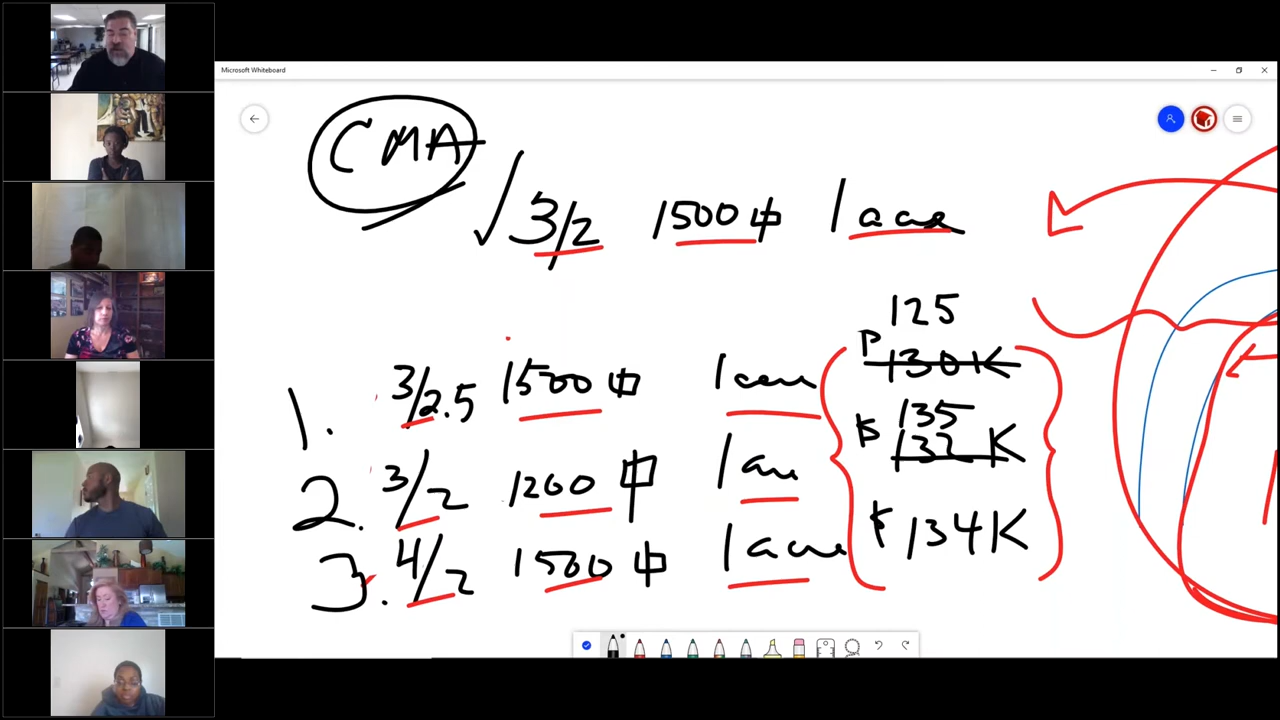 Microsoft Whiteboard
CMA
√ 3/2 1500 ⌽ 1 acre
125
130K
1. 3/2.5 1500 ⌽ 1 acre
135
$ 132K
2. 3/2 1200 ⌽ 1 acre
3. 4/2 1500 ⌽ 1 acre $ 134K